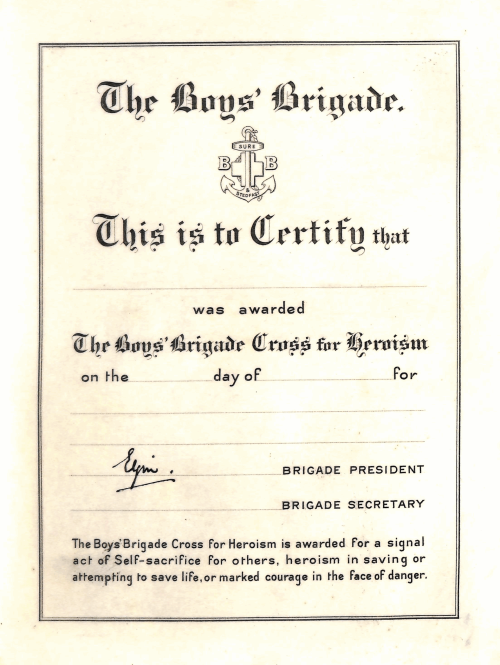 The Boys' Brigade.
SURE
B B
&
STEDFAST
This is to Certify that
was awarded
The Boys' Brigade Cross for Heroism
on the day of for
Elgin.
BRIGADE PRESIDENT
BRIGADE SECRETARY
The Boys' Brigade Cross for Heroism is awarded for a signal
act of Self-sacrifice for others, heroism in saving or
attempting to save life, or marked courage in the face of danger.